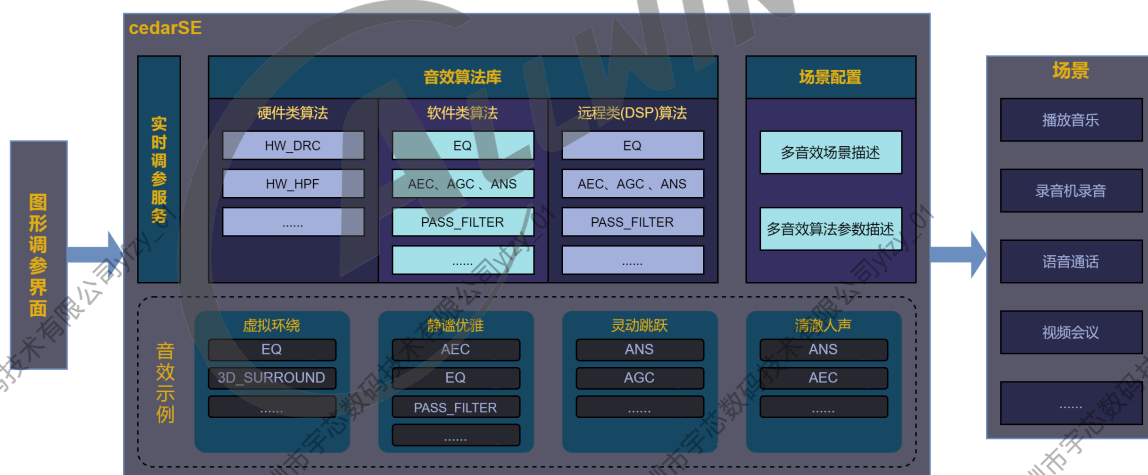 ALLWIN
cedarSE
图形调参界面
实时调参服务
音效算法库
硬件类算法
HW_DRC
HW_HPF
......
软件类算法
EQ
AEC、AGC 、ANS
PASS_FILTER
......
远程类(DSP)算法
EQ
AEC、AGC 、ANS
PASS_FILTER
......
场景配置
多音效场景描述
多音效算法参数描述
音效示例
虚拟环绕
EQ
3D_SURROUND
......
静谧优雅
AEC
EQ
PASS_FILTER
......
灵动跳跃
ANS
AGC
......
清澈人声
ANS
AEC
......
场景
播放音乐
录音机录音
语音通话
视频会议
......